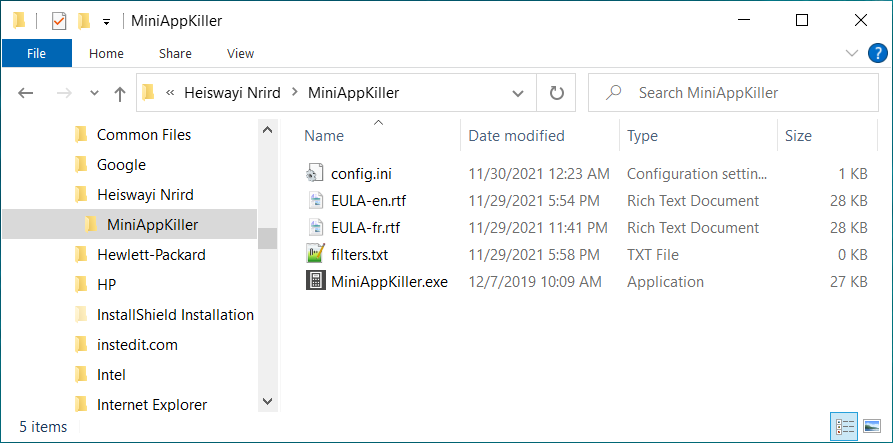 MiniAppKiller
File Home Share View
« Heiswayi Nrird > MiniAppKiller Search MiniAppKiller
Common Files
Google
Heiswayi Nrird
MiniAppKiller
Hewlett-Packard
HP
InstallShield Installation
instedit.com
Intel
Internet Explorer
Name Date modified Type Size
config.ini 11/30/2021 12:23 AM Configuration settin... 1 KB
EULA-en.rtf 11/29/2021 5:54 PM Rich Text Document 28 KB
EULA-fr.rtf 11/29/2021 11:41 PM Rich Text Document 28 KB
filters.txt 11/29/2021 5:58 PM TXT File 0 KB
MiniAppKiller.exe 12/7/2019 10:09 AM Application 27 KB
5 items